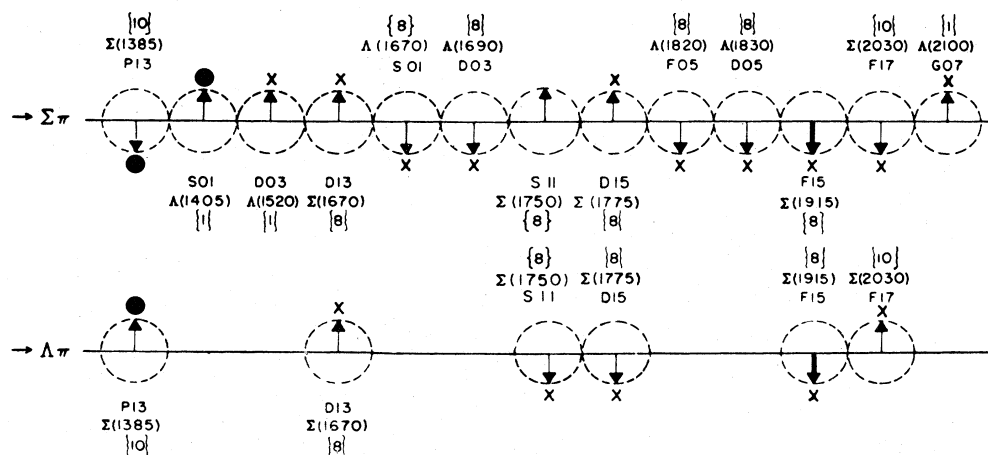 {10} {8} {8} {8} {8} {10} {1}
Σ(1385) Λ(1670) Λ(1690) Λ(1820) Λ(1830) Σ(2030) Λ(2100)
P13 S01 D03 F05 D05 F17 G07
→ Σπ
S01 D03 D13 S11 D15 F15
Λ(1405) Λ(1520) Σ(1670) Σ(1750) Σ(1775) Σ(1915)
{1} {1} {8} {8} {8} {8}
{8} {8} {8} {10}
Σ(1750) Σ(1775) Σ(1915) Σ(2030)
S11 D15 F15 F17
→ Λπ
P13 D13
Σ(1385) Σ(1670)
{10} {8}